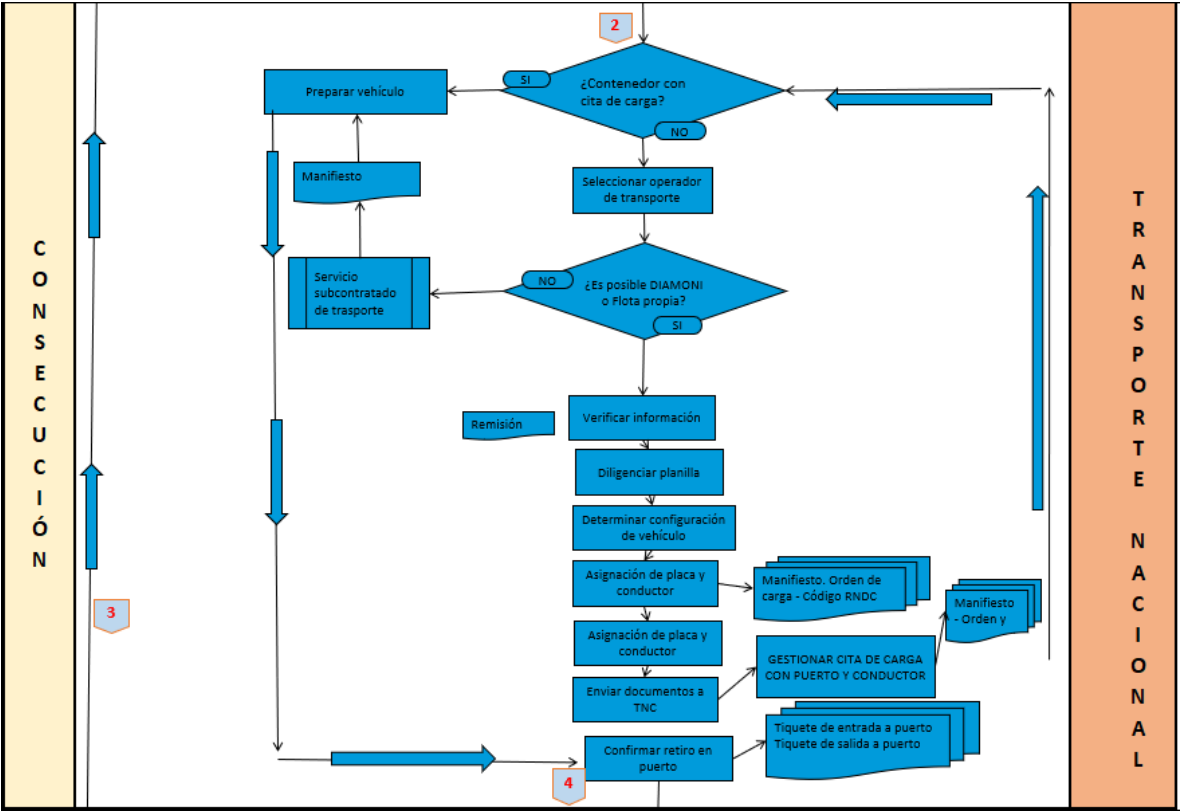 CONSECUCIÓN
2
SI
¿Contenedor con
cita de carga?
NO
Preparar vehículo
Manifiesto
Seleccionar operador
de transporte
Servicio
subcontratado
de trasporte
NO
¿Es posible DIAMONI
o Flota propia?
SI
Remisión
Verificar información
Diligenciar planilla
Determinar configuración
de vehículo
Asignación de placa y
conductor
Manifiesto. Orden de
carga - Código RNDC
Manifiesto
- Orden y
3
Asignación de placa y
conductor
GESTIONAR CITA DE CARGA
CON PUERTO Y CONDUCTOR
Enviar documentos a
TNC
Tiquete de entrada a puerto
Tiquete de salida a puerto
Confirmar retiro en
puerto
4
TRANSPORTE NACIONAL